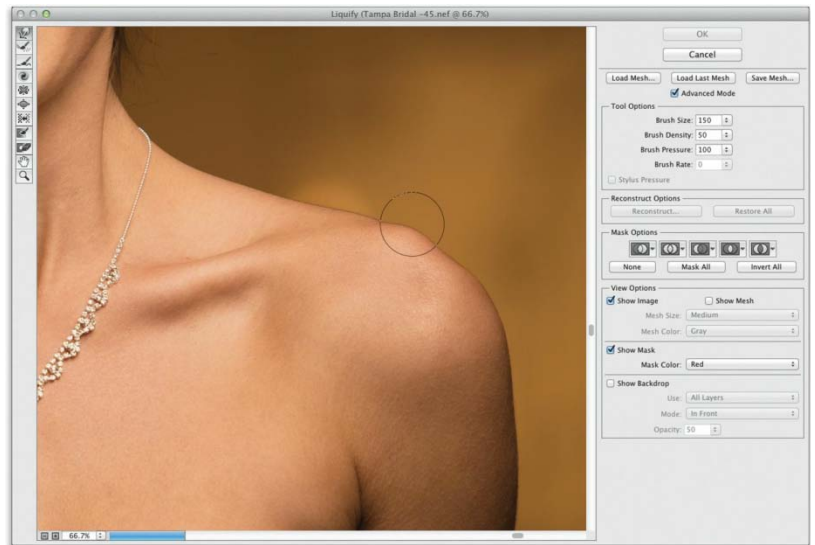 Liquify (Tampa Bridal -45.nef @ 66.7%)
OK
Cancel
Load Mesh... Load Last Mesh Save Mesh...
Advanced Mode
Tool Options
Brush Size: 150
Brush Density: 50
Brush Pressure: 100
Brush Rate: 0
Stylus Pressure
Reconstruct Options
Reconstruct... Restore All
Mask Options
None Mask All Invert All
View Options
Show Image Show Mesh
Mesh Size: Medium
Mesh Color: Gray
Show Mask
Mask Color: Red
Show Backdrop
Use: All Layers
Mode: In Front
Opacity: 50
66.7%